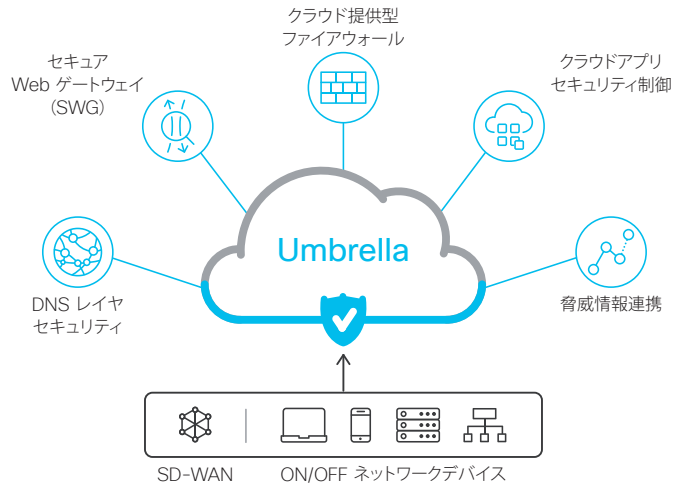 クラウド提供型
ファイアウォール
セキュア
Web ゲートウェイ
（SWG）
クラウドアプリ
セキュリティ制御
Umbrella
DNS レイヤ
セキュリティ
脅威情報連携
SD-WAN
ON/OFF ネットワークデバイス